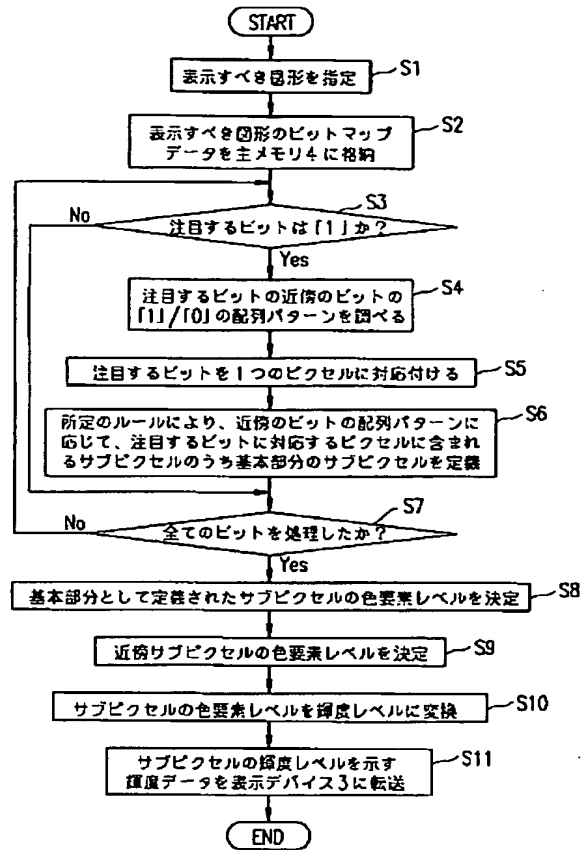 START
表示すべき図形を指定
S1
表示すべき図形のビットマップ
データを主メモリ4に格納
S2
注目するビットは「1」か?
S3
No
Yes
注目するビットの近傍のビットの
「1」/「0」の配列パターンを調べる
S4
注目するビットを1つのピクセルに対応付ける
S5
所定のルールにより、近傍のビットの配列パターンに
応じて、注目するビットに対応するピクセルに含まれ
るサブピクセルのうち基本部分のサブピクセルを定義
S6
全てのビットを処理したか?
S7
No
Yes
基本部分として定義されたサブピクセルの色要素レベルを決定
S8
近傍サブピクセルの色要素レベルを決定
S9
サブピクセルの色要素レベルを輝度レベルに変換
S10
サブピクセルの輝度レベルを示す
輝度データを表示デバイス3に転送
S11
END